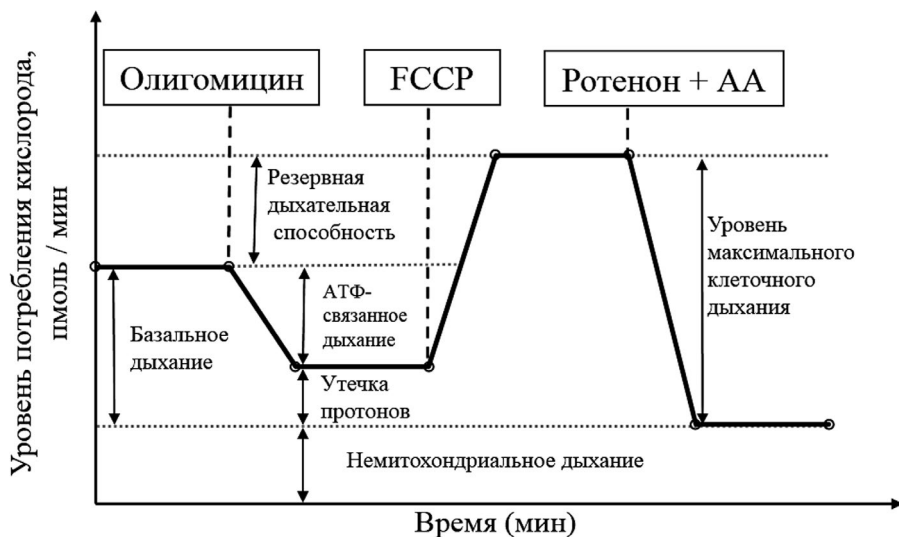 Олигомицин
FCCP
Ротенон + АА
Уровень потребления кислорода,
пмоль / мин
Резервная
дыхательная
способность
Уровень
максимального
клеточного
дыхания
АТФ-
связанное
дыхание
Базальное
дыхание
Утечка
протонов
Немитохондриальное дыхание
Время (мин)